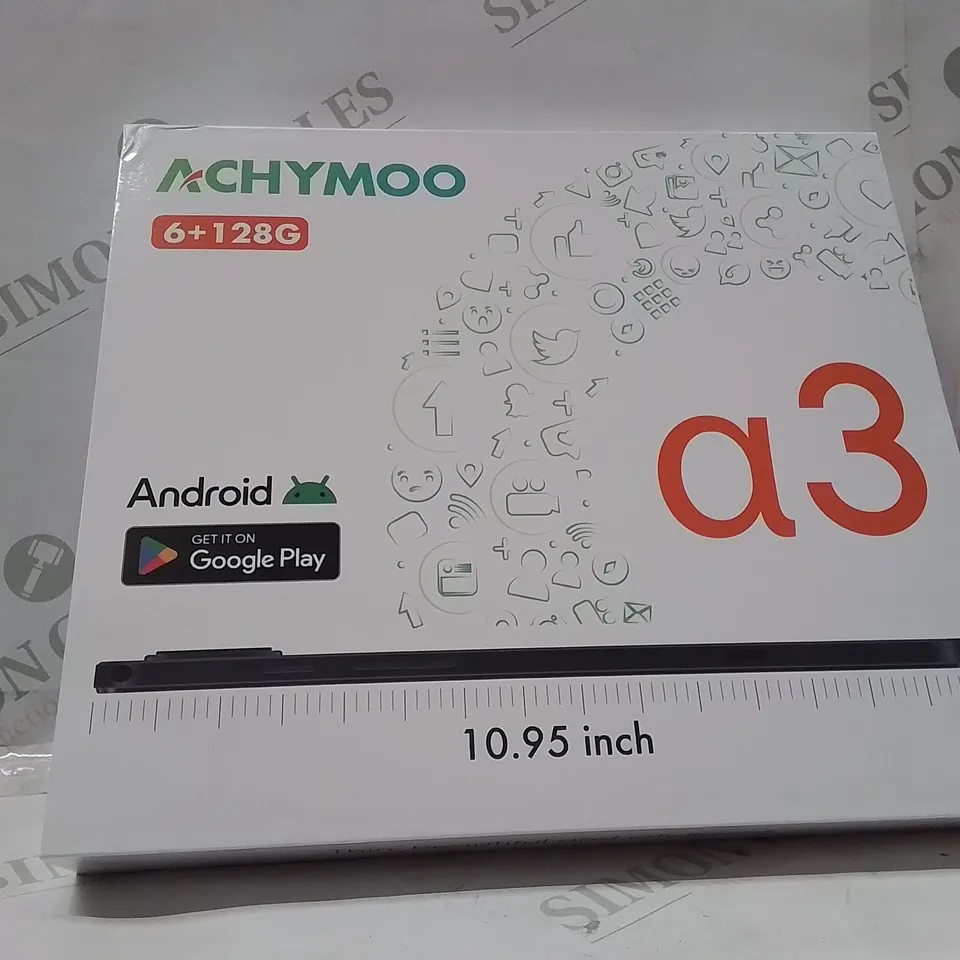 ACHYMOO
6+128G
α3
Android
GET IT ON
Google Play
10.95 inch